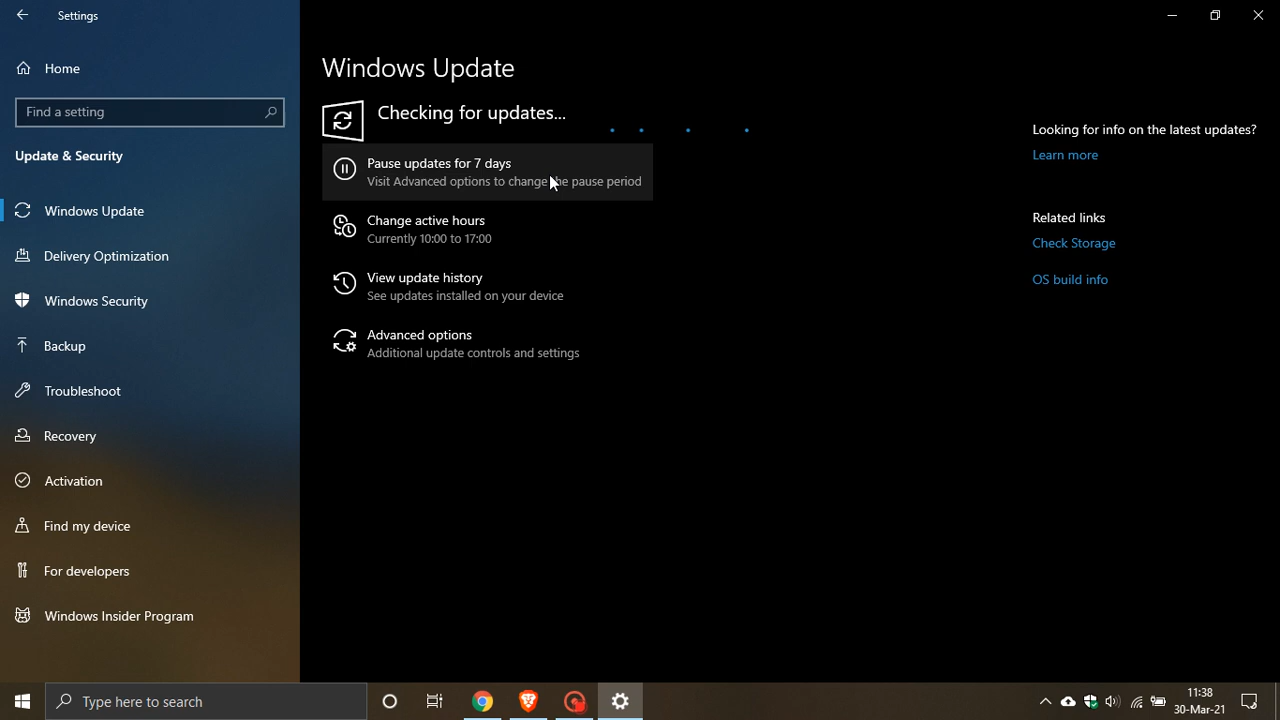 Settings
Home
Find a setting
Update & Security
Windows Update
Delivery Optimization
Windows Security
Backup
Troubleshoot
Recovery
Activation
Find my device
For developers
Windows Insider Program
Windows Update
Checking for updates...
Pause updates for 7 days
Visit Advanced options to change the pause period
Change active hours
Currently 10:00 to 17:00
View update history
See updates installed on your device
Advanced options
Additional update controls and settings
Looking for info on the latest updates?
Learn more
Related links
Check Storage
OS build info
Type here to search
11:38
30-Mar-21